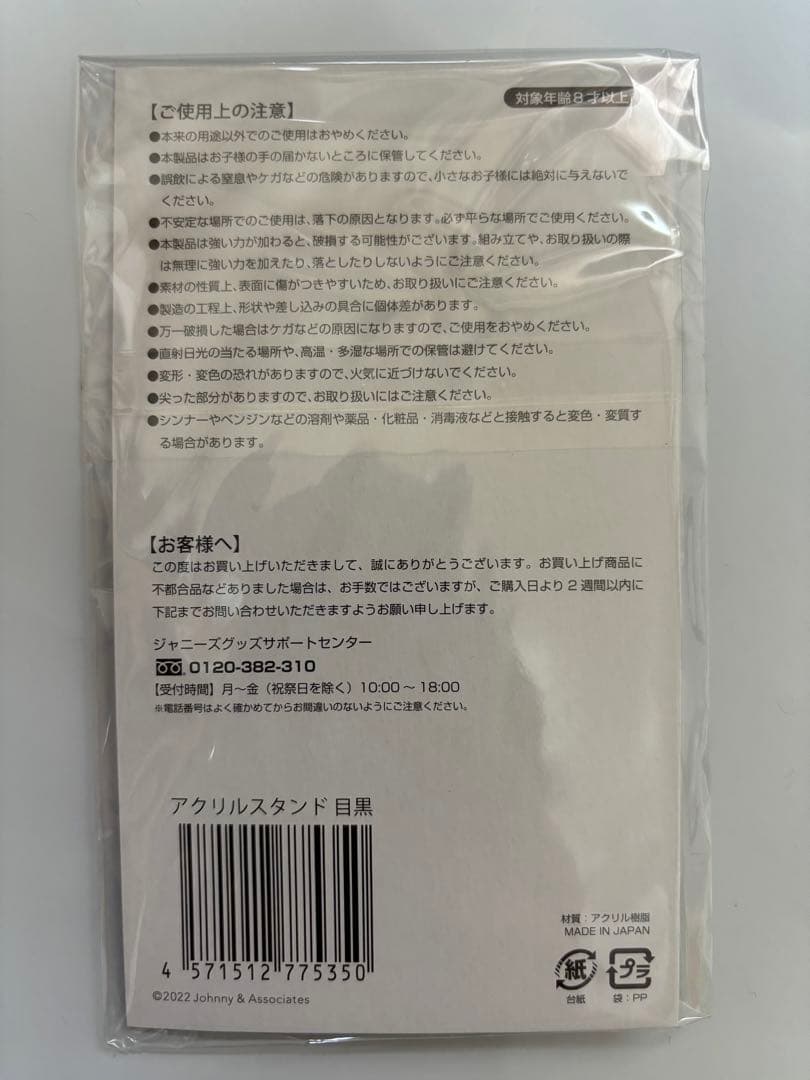 対象年齢8才以上
【ご使用上の注意】
●本来の用途以外でのご使用はおやめください。
●本製品はお子様の手の届かないところに保管してください。
●誤飲による窒息やケガなどの危険がありますので、小さなお子様には絶対に与えないで
ください。
●不安定な場所でのご使用は、落下の原因となります。必ず平らな場所でご使用ください。
●本製品は強い力が加わると、破損する可能性がございます。組み立てや、お取り扱いの際
は無理に強い力を加えたり、落としたりしないようにご注意ください。
●素材の性質上、表面に傷がつきやすいため、お取り扱いにご注意ください。
●製造の工程上、形状や差し込みの具合に個体差があります。
●万一破損した場合はケガなどの原因になりますので、ご使用をおやめください。
●直射日光の当たる場所や、高温・多湿な場所での保管は避けてください。
●変形・変色の恐れがありますので、火気に近づけないでください。
●尖った部分がありますので、お取り扱いにはご注意ください。
●シンナーやベンジンなどの溶剤や薬品・化粧品・消毒液などと接触すると変色・変質す
る場合があります。
【お客様へ】
この度はお買い上げいただきまして、誠にありがとうございます。お買い上げ商品に
不都合品などありました場合は、お手数ではございますが、ご購入日より2週間以内に
下記までお問い合わせいただきますようお願い申し上げます。
ジャニーズグッズサポートセンター
0120-382-310
【受付時間】月〜金（祝祭日を除く）10:00〜18:00
※電話番号はよく確かめてからお間違いのないようにご注意ください。
アクリルスタンド 目黒
4 571512 775350
©2022 Johnny & Associates
材質：アクリル樹脂
MADE IN JAPAN
紙 プラ
台紙 袋：PP